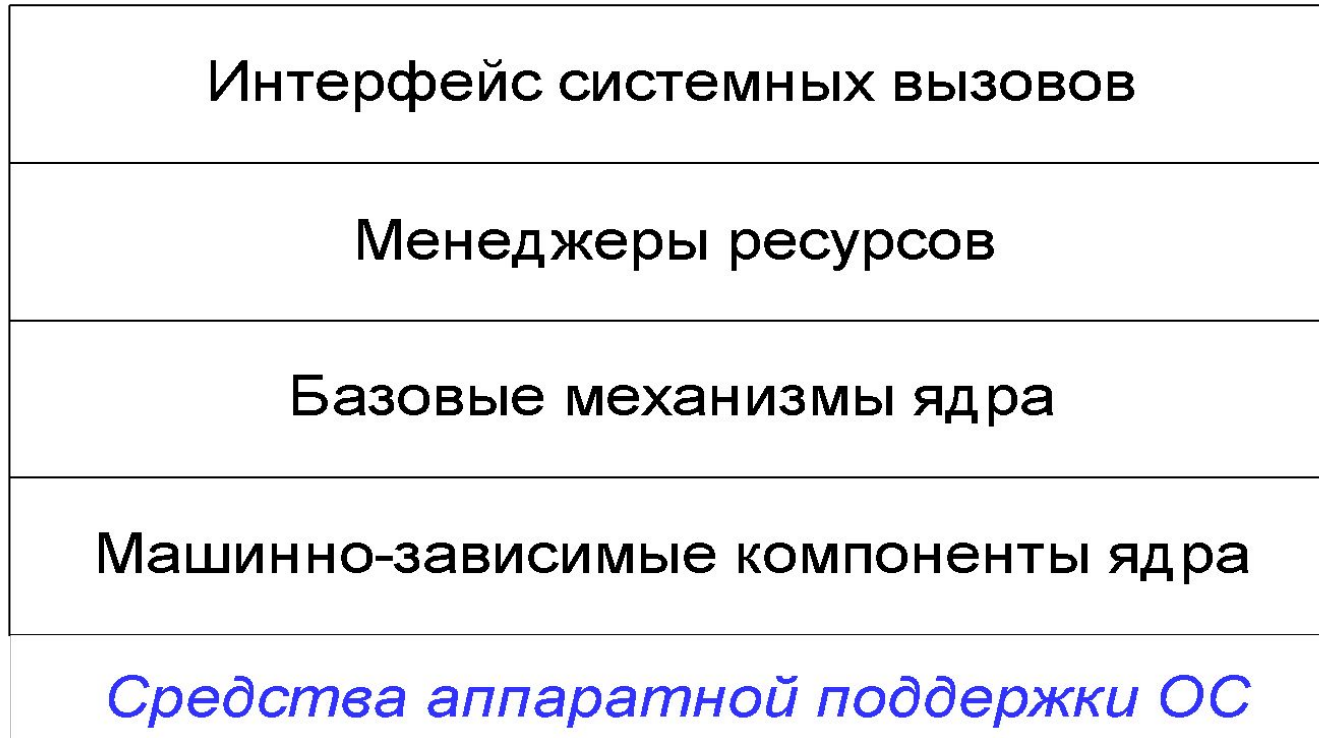 Интерфейс системных вызовов
Менеджеры ресурсов
Базовые механизмы ядра
Машинно-зависимые компоненты ядра
Средства аппаратной поддержки ОС